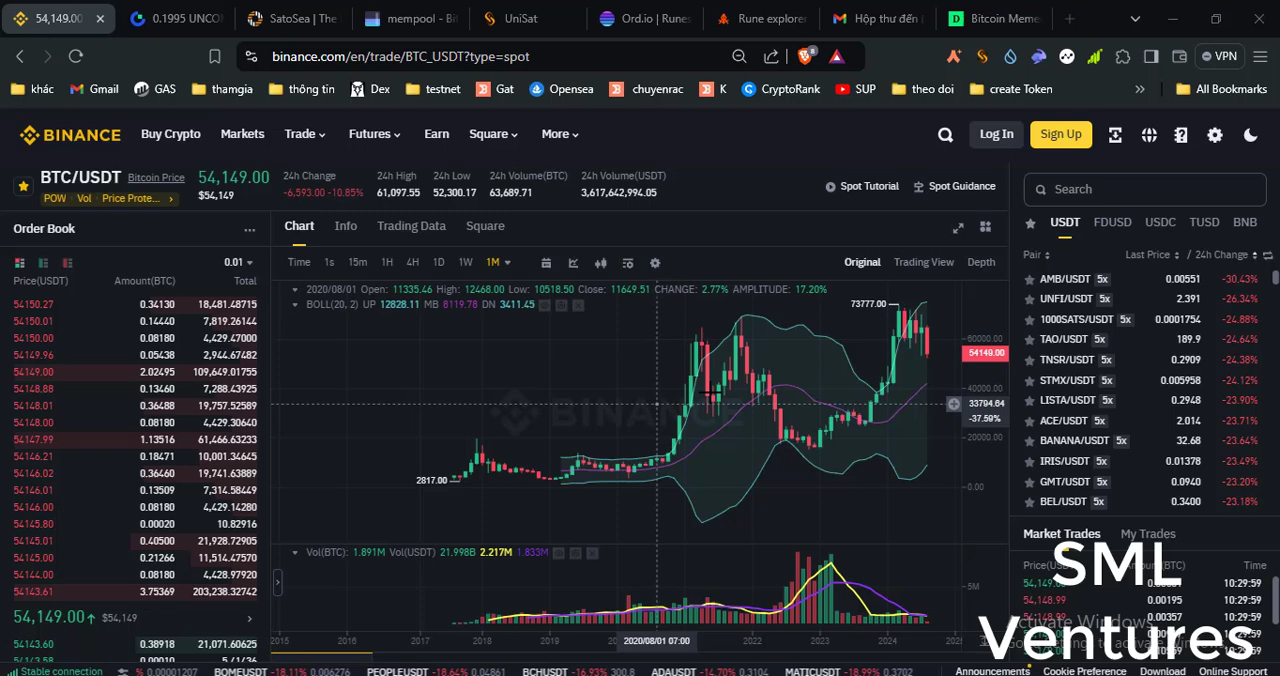 54,149.00
0.1995 UNCO
SatoSea | The
mempool - Bi
UniSat
Ord.io | Runes
Rune explorer
Hộp thư đến
Bitcoin Meme
binance.com/en/trade/BTC_USDT?type=spot
8
VPN
khác
Gmail
GAS
thamgia
thông tin
Dex
testnet
Gat
Opensea
chuyenrac
K
CryptoRank
SUP
theo doi
create Token
All Bookmarks
BINANCE
Buy Crypto
Markets
Trade
Futures
Earn
Square
More
Log In
Sign Up
BTC/USDT Bitcoin Price
POW Vol Price Prote...
54,149.00
$54,149
24h Change
-6,593.00 -10.85%
24h High
61,097.55
24h Low
52,300.17
24h Volume(BTC)
63,689.71
24h Volume(USDT)
3,617,642,994.05
Spot Tutorial
Spot Guidance
Order Book
0.01
Price(USDT) Amount(BTC) Total
54150.27 0.34130 18,481.48715
54150.01 0.14440 7,819.26144
54150.00 0.08180 4,429.47000
54149.96 0.05438 2,944.67482
54149.00 2.02495 109,649.01755
54148.88 0.13460 7,288.43925
54148.01 0.36488 19,757.52589
54148.00 0.08180 4,429.30640
54147.99 1.13516 61,466.63233
54146.21 0.18471 10,001.34645
54146.02 0.36460 19,741.63889
54146.01 0.13509 7,314.58449
54146.00 0.08180 4,429.14280
54145.80 0.00020 10.82916
54145.01 0.40500 21,928.72905
54145.00 0.21266 11,514.47570
54144.00 0.08180 4,428.97920
54143.61 3.75369 203,238.32742
54,149.00 $54,149
54143.60 0.38918 21,071.60625
Chart
Info
Trading Data
Square
Time 1s 15m 1H 4H 1D 1W 1M
Original
Trading View
Depth
2020/08/01 Open: 11335.46 High: 12468.00 Low: 10518.50 Close: 11649.51 CHANGE: 2.77% AMPLITUDE: 17.20%
BOLL(20, 2) UP 12828.11 MB 8119.78 DN 3411.45
73777.00
60000.00
54149.00
40000.00
33794.64
-37.59%
20000.00
2817.00
0.00
BINANCE
Vol(BTC): 1.891M Vol(USDT) 21.998B 2.217M 1.833M
5M
2015 2016 2017 2018 2019 2020/08/01 07:00 2022 2023 2024
Search
USDT
FDUSD
USDC
TUSD
BNB
Pair Last Price / 24h Change
AMB/USDT 5x 0.00551 -30.43%
UNFI/USDT 5x 2.391 -26.34%
1000SATS/USDT 5x 0.0001754 -24.88%
TAO/USDT 5x 189.9 -24.64%
TNSR/USDT 5x 0.2909 -24.38%
STMX/USDT 5x 0.005958 -24.12%
LISTA/USDT 5x 0.2948 -23.90%
ACE/USDT 5x 2.014 -23.71%
BANANA/USDT 5x 32.68 -23.64%
IRIS/USDT 5x 0.01378 -23.49%
GMT/USDT 5x 0.0940 -23.20%
BEL/USDT 5x 0.3400 -23.18%
Market Trades
My Trades
Time
10:29:59
54,148.99 0.00195 10:29:59
10:29:59
10:29:59
10:29:59
SML
Ventures
Activate Windows
Stable connection
BOMEUSDT -18.11% 0.006276
PEOPLEUSDT -18.64% 0.04861
BCHUSDT -16.93% 300.8
ADAUSDT -14.70% 0.3104
MATICUSDT -18.99% 0.3702
Announcements
Cookie Preference
Download
Online Support